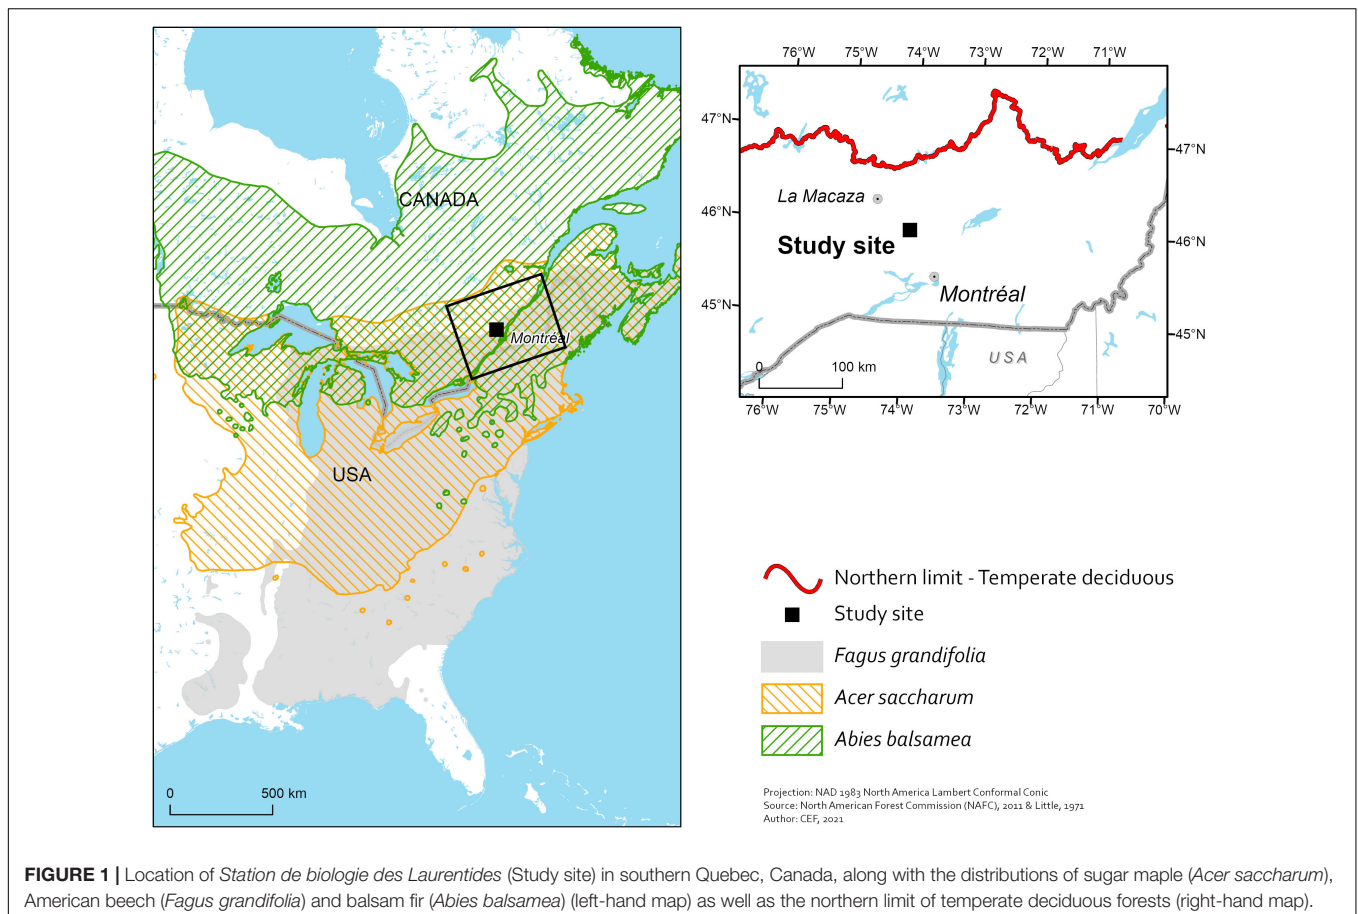 CANADA
Montréal
USA
0 500 km
76°W 75°W 74°W 73°W 72°W 71°W
47°N
47°N
La Macaza
46°N
Study site
46°N
Montréal
45°N
45°N
USA
0 100 km
76°W 75°W 74°W 73°W 72°W 71°W 70°W
Northern limit - Temperate deciduous
Study site
Fagus grandifolia
Acer saccharum
Abies balsamea
Projection: NAD 1983 North America Lambert Conformal Conic
Source: North American Forest Commission (NAFC), 2011 & Little, 1971
Author: CEF, 2021
FIGURE 1 | Location of Station de biologie des Laurentides (Study site) in southern Quebec, Canada, along with the distributions of sugar maple (Acer saccharum),
American beech (Fagus grandifolia) and balsam fir (Abies balsamea) (left-hand map) as well as the northern limit of temperate deciduous forests (right-hand map).